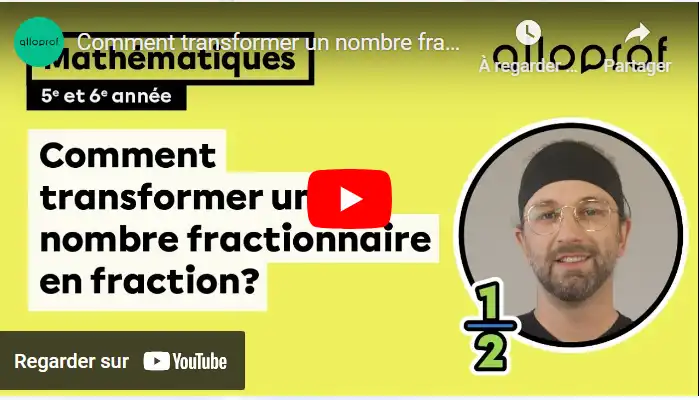 alloprof
Comment transformer un nombre fra...
alloprof
Mathématiques
À regarder ...
Partager
5e et 6e année
Comment
transformer un
nombre fractionnaire
en fraction?
1
2
Regarder sur YouTube